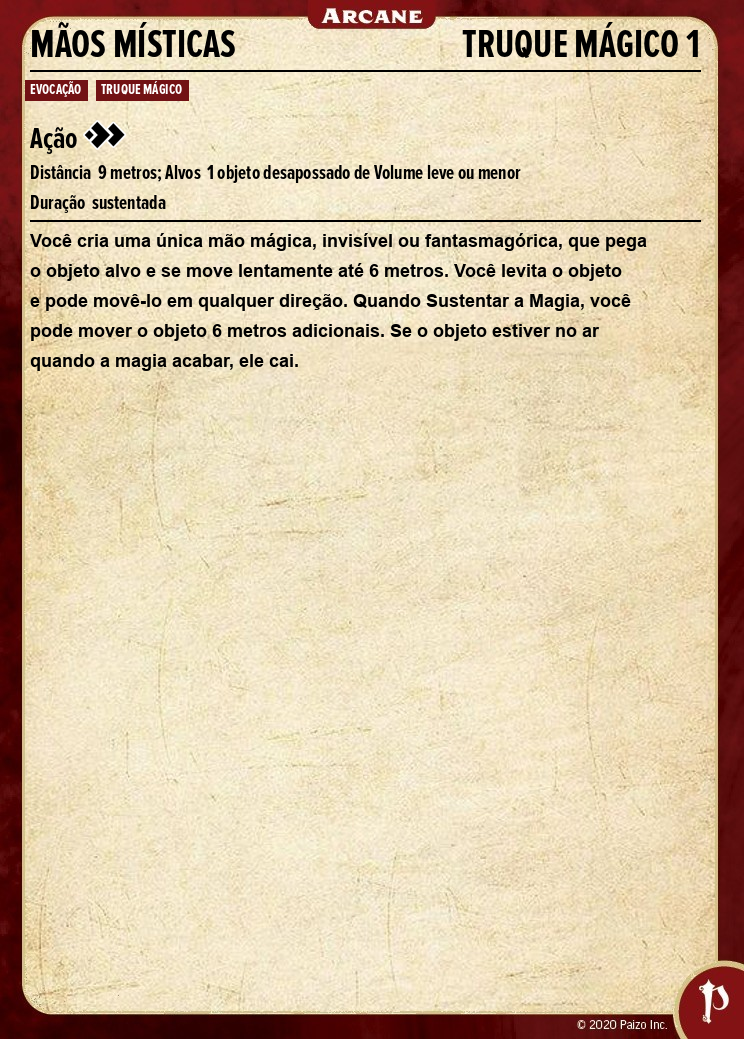 ARCANE
MÃOS MÍSTICAS TRUQUE MÁGICO 1
EVOCAÇÃO TRUQUE MÁGICO
Ação
Distância 9 metros; Alvos 1 objeto desapossado de Volume leve ou menor
Duração sustentada
Você cria uma única mão mágica, invisível ou fantasmagórica, que pega
o objeto alvo e se move lentamente até 6 metros. Você levita o objeto
e pode movê-lo em qualquer direção. Quando Sustentar a Magia, você
pode mover o objeto 6 metros adicionais. Se o objeto estiver no ar
quando a magia acabar, ele cai.
© 2020 Paizo Inc.
P